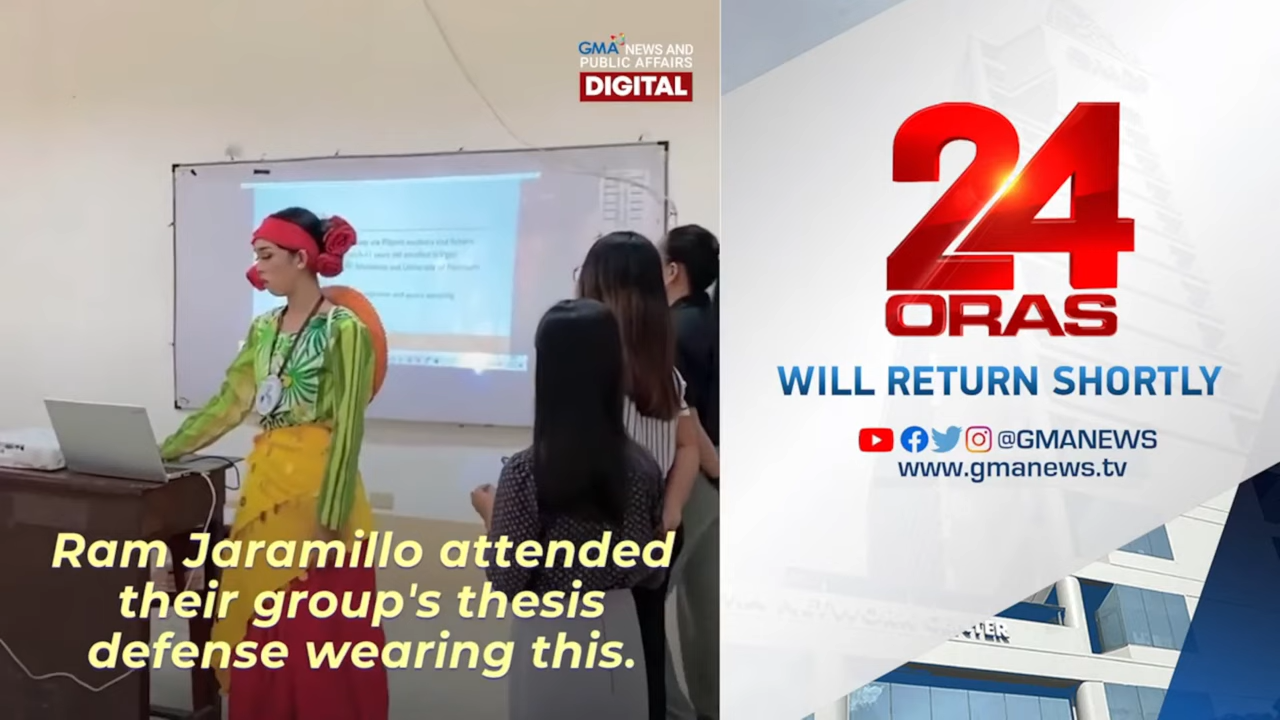 GMA NEWS AND
PUBLIC AFFAIRS
DIGITAL
Ram Jaramillo attended
their group's thesis
defense wearing this.
24
ORAS
WILL RETURN SHORTLY
@GMANEWS
www.gmanews.tv